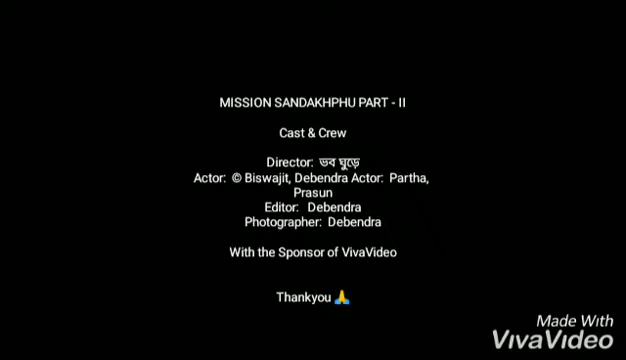 MISSION SANDAKHPHU PART - II
Cast & Crew
Director: ভব ঘুড়ে
Actor: © Biswajit, Debendra Actor: Partha,
Prasun
Editor: Debendra
Photographer: Debendra
With the Sponsor of VivaVideo
Thankyou 🙏
Made With
VivaVideo